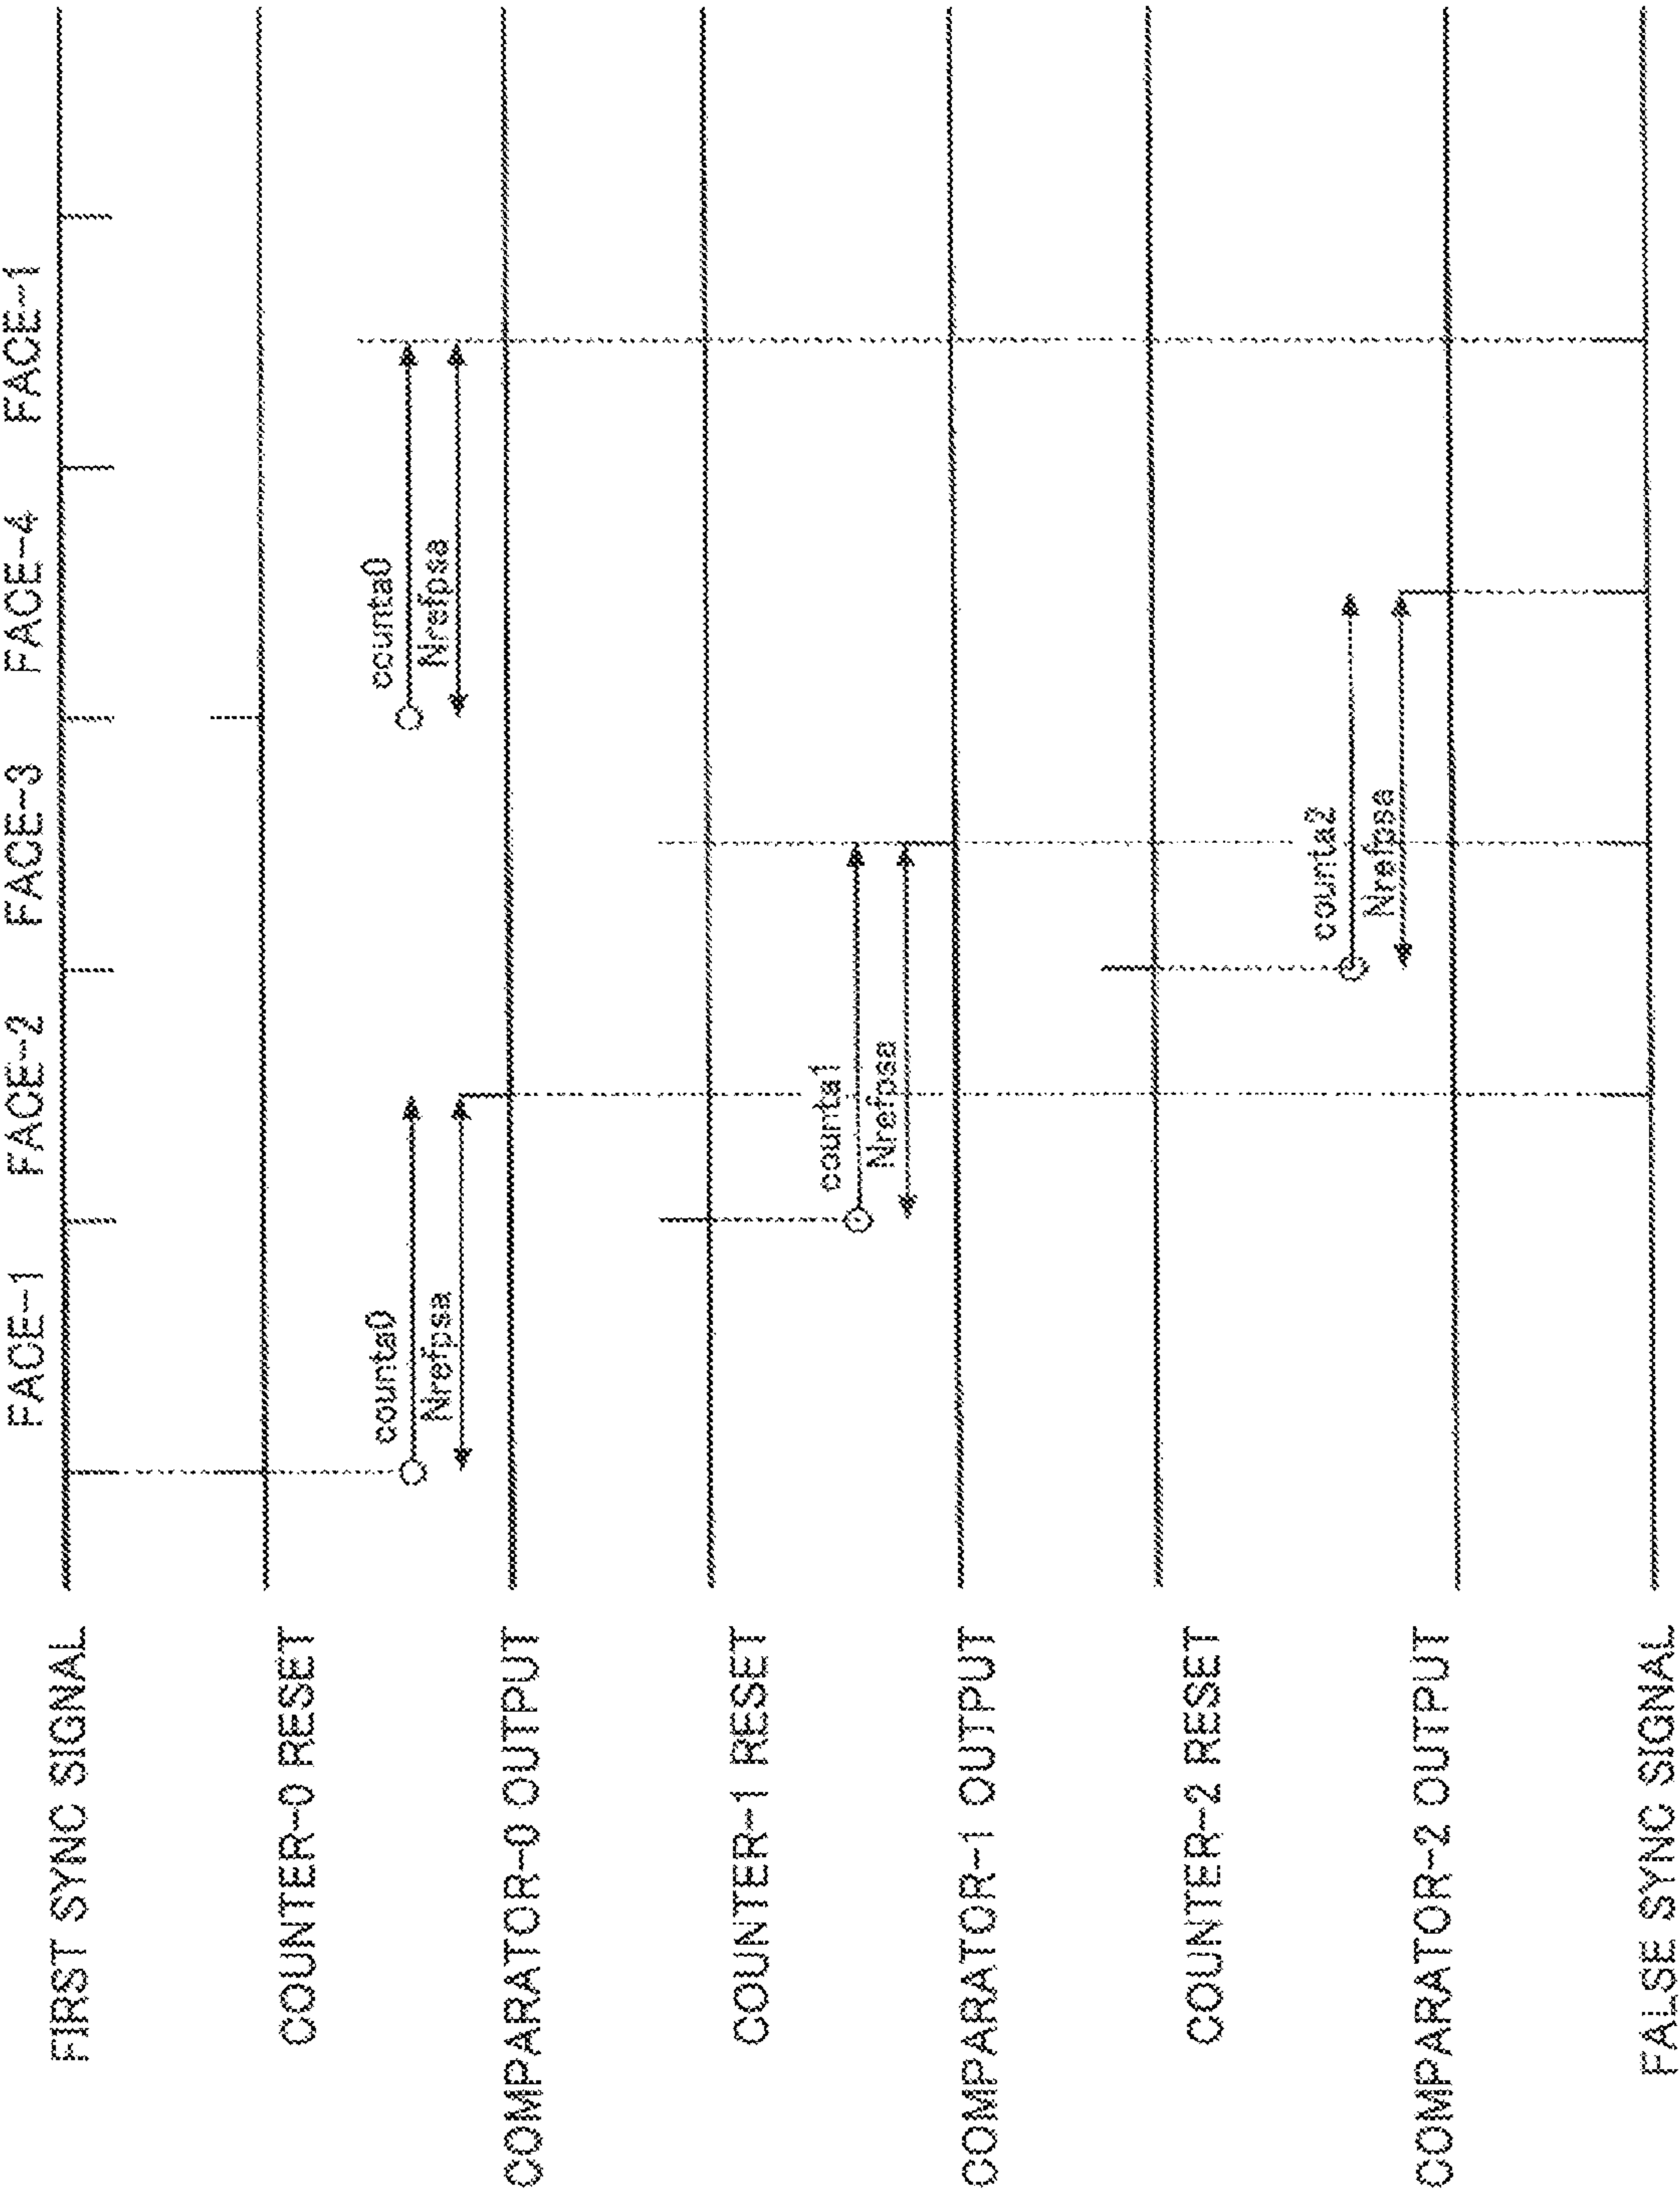 FACE-1 FACE-2 FACE-3 FACE-4 FACE-1
FIRST SYNC SIGNAL
COUNTER-0 RESET
counta0 counta0
Nrefpsa Nrefpsa
COMPARATOR-0 OUTPUT
COUNTER-1 RESET
counta1
Nrefpsa
COMPARATOR-1 OUTPUT
COUNTER-2 RESET
counta2
Nrefpsa
COMPARATOR-2 OUTPUT
FALSE SYNC SIGNAL